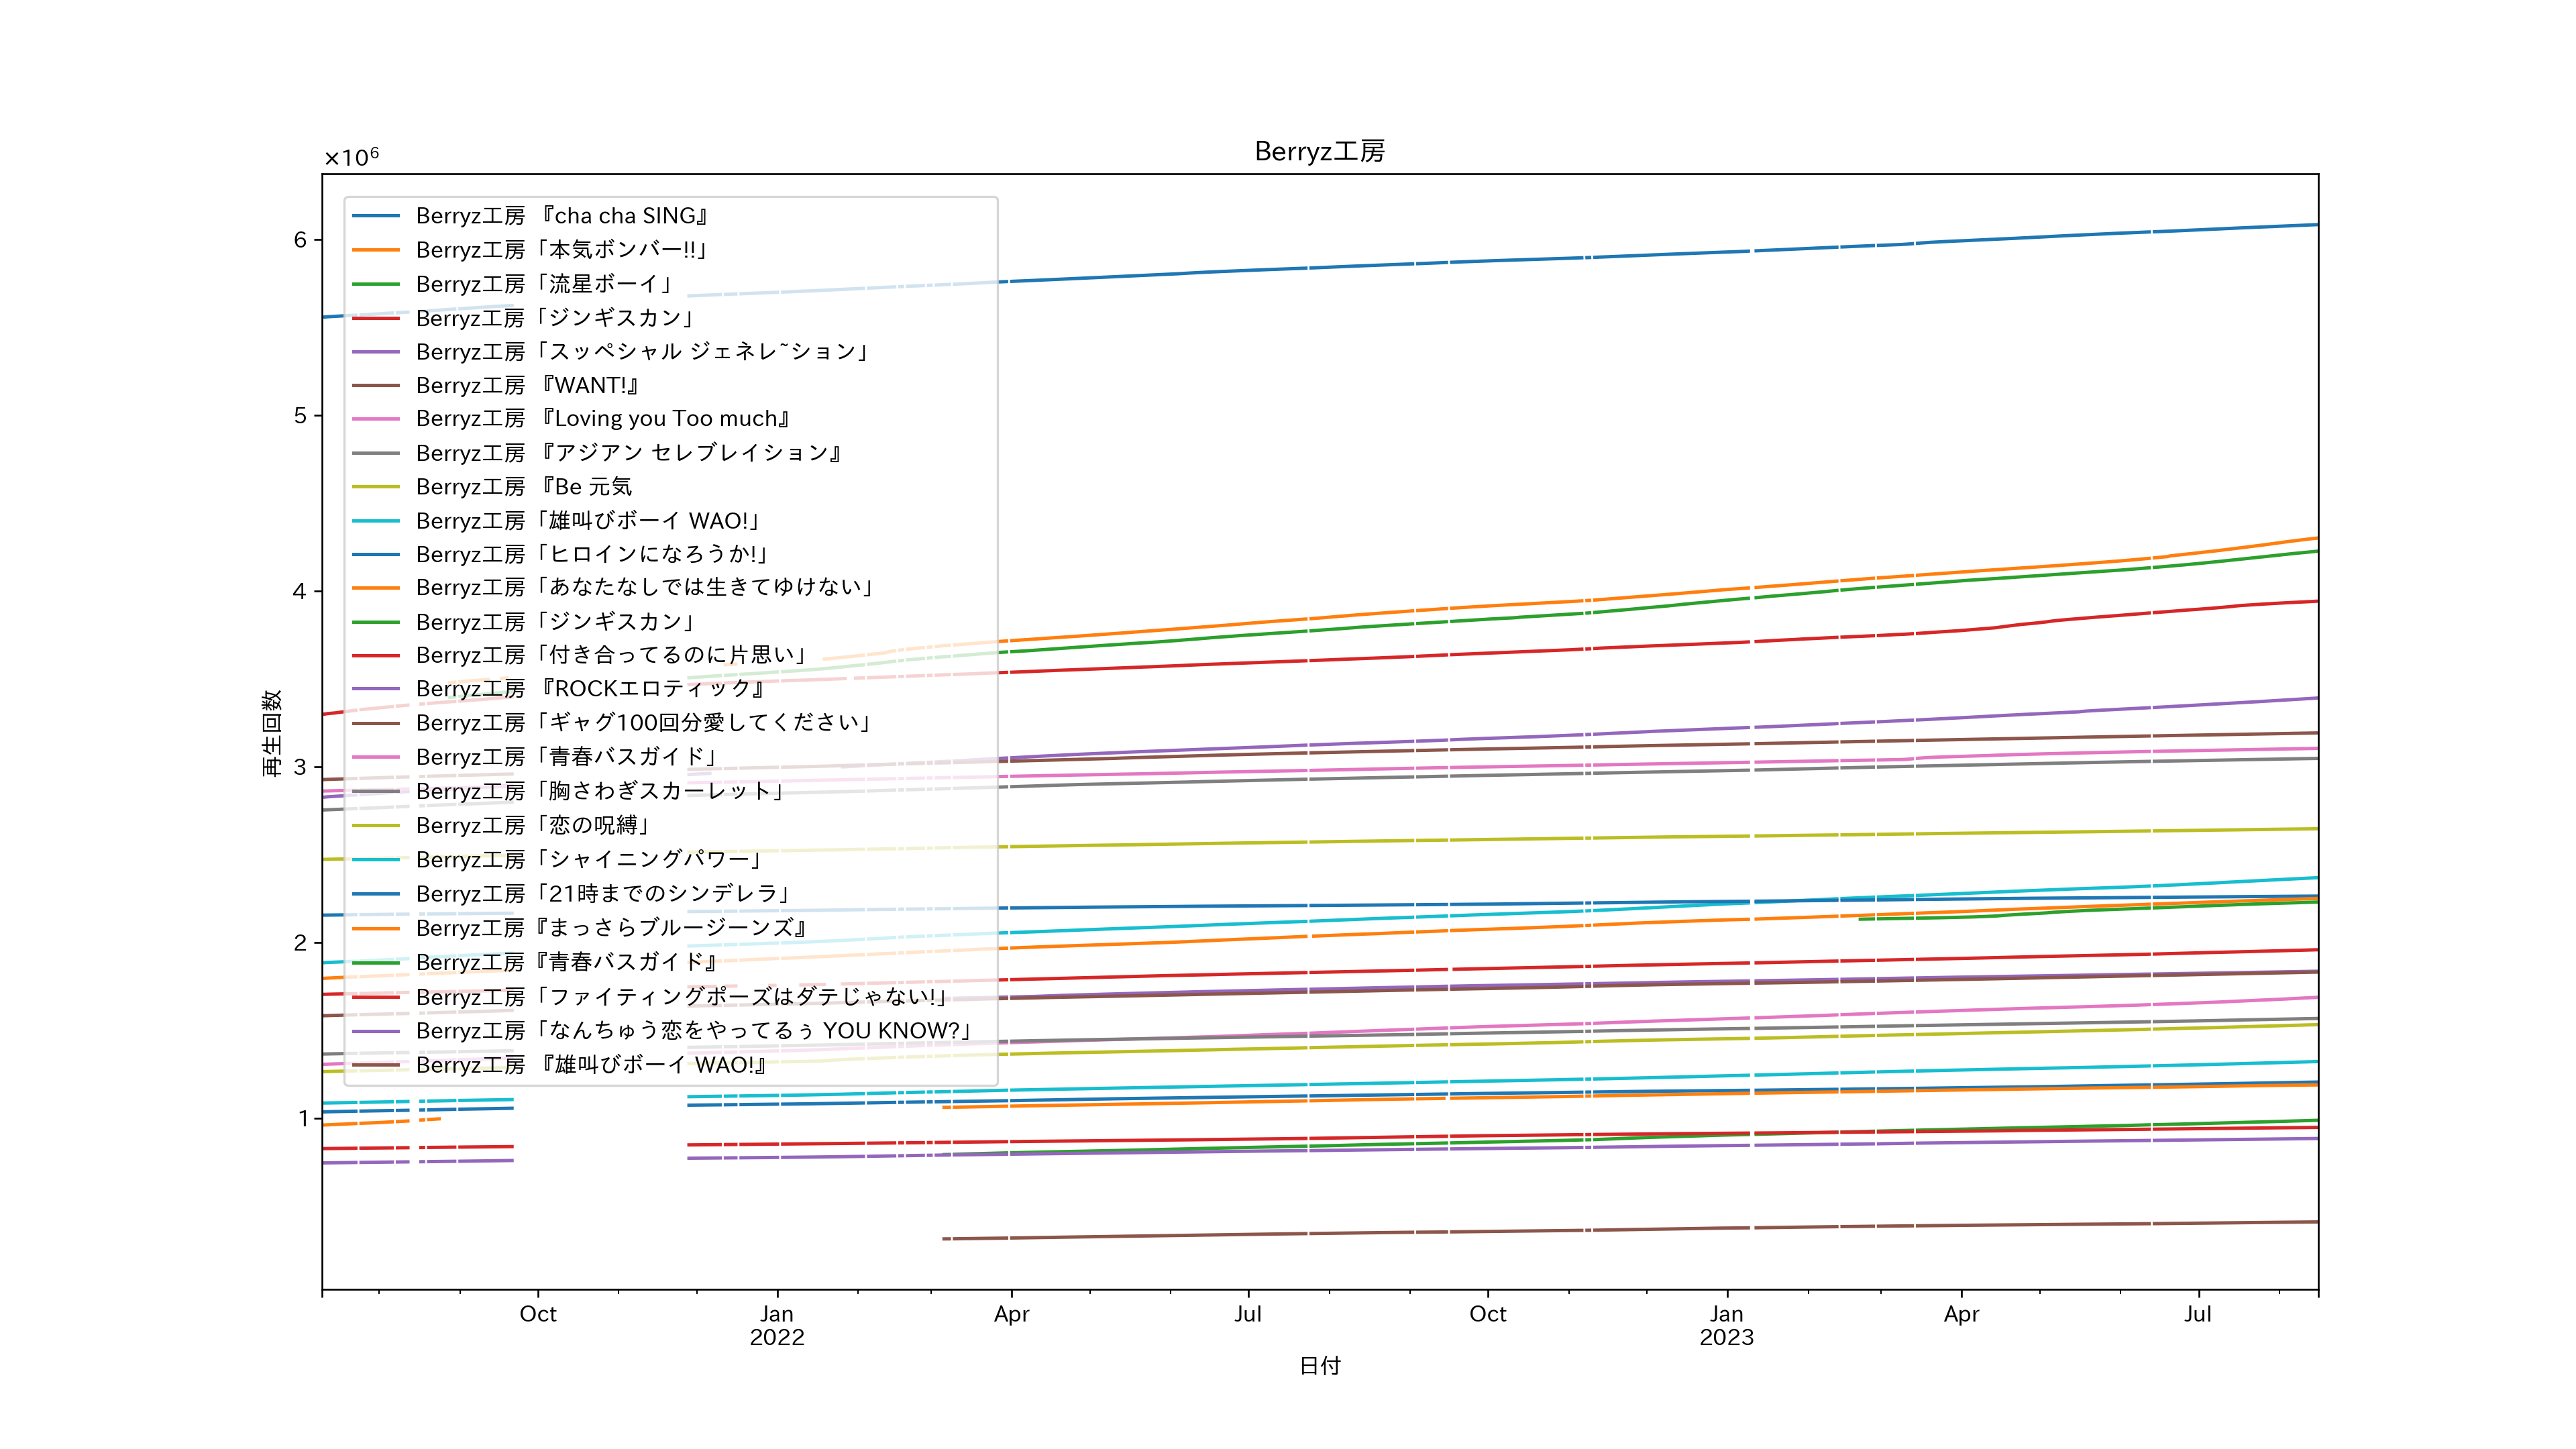 Berryz工房
×10⁶
Berryz工房 『cha cha SING』
Berryz工房「本気ボンバー!!」
Berryz工房「流星ボーイ」
Berryz工房「ジンギスカン」
Berryz工房「スッペシャル ジェネレ~ション」
Berryz工房 『WANT!』
Berryz工房 『Loving you Too much』
Berryz工房 『アジアン セレブレイション』
Berryz工房 『Be 元気
Berryz工房「雄叫びボーイ WAO!」
Berryz工房「ヒロインになろうか!」
Berryz工房「あなたなしでは生きてゆけない」
Berryz工房「ジンギスカン」
Berryz工房「付き合ってるのに片思い」
Berryz工房 『ROCKエロティック』
Berryz工房「ギャグ100回分愛してください」
Berryz工房「青春バスガイド」
Berryz工房「胸さわぎスカーレット」
Berryz工房「恋の呪縛」
Berryz工房「シャイニングパワー」
Berryz工房「21時までのシンデレラ」
Berryz工房『まっさらブルージーンズ』
Berryz工房『青春バスガイド』
Berryz工房「ファイティングポーズはダテじゃない!」
Berryz工房「なんちゅう恋をやってるぅ YOU KNOW?」
Berryz工房 『雄叫びボーイ WAO!』
6
5
4
3
2
1
再生回数
Oct
Jan
2022
Apr
Jul
Oct
Jan
2023
Apr
Jul
日付